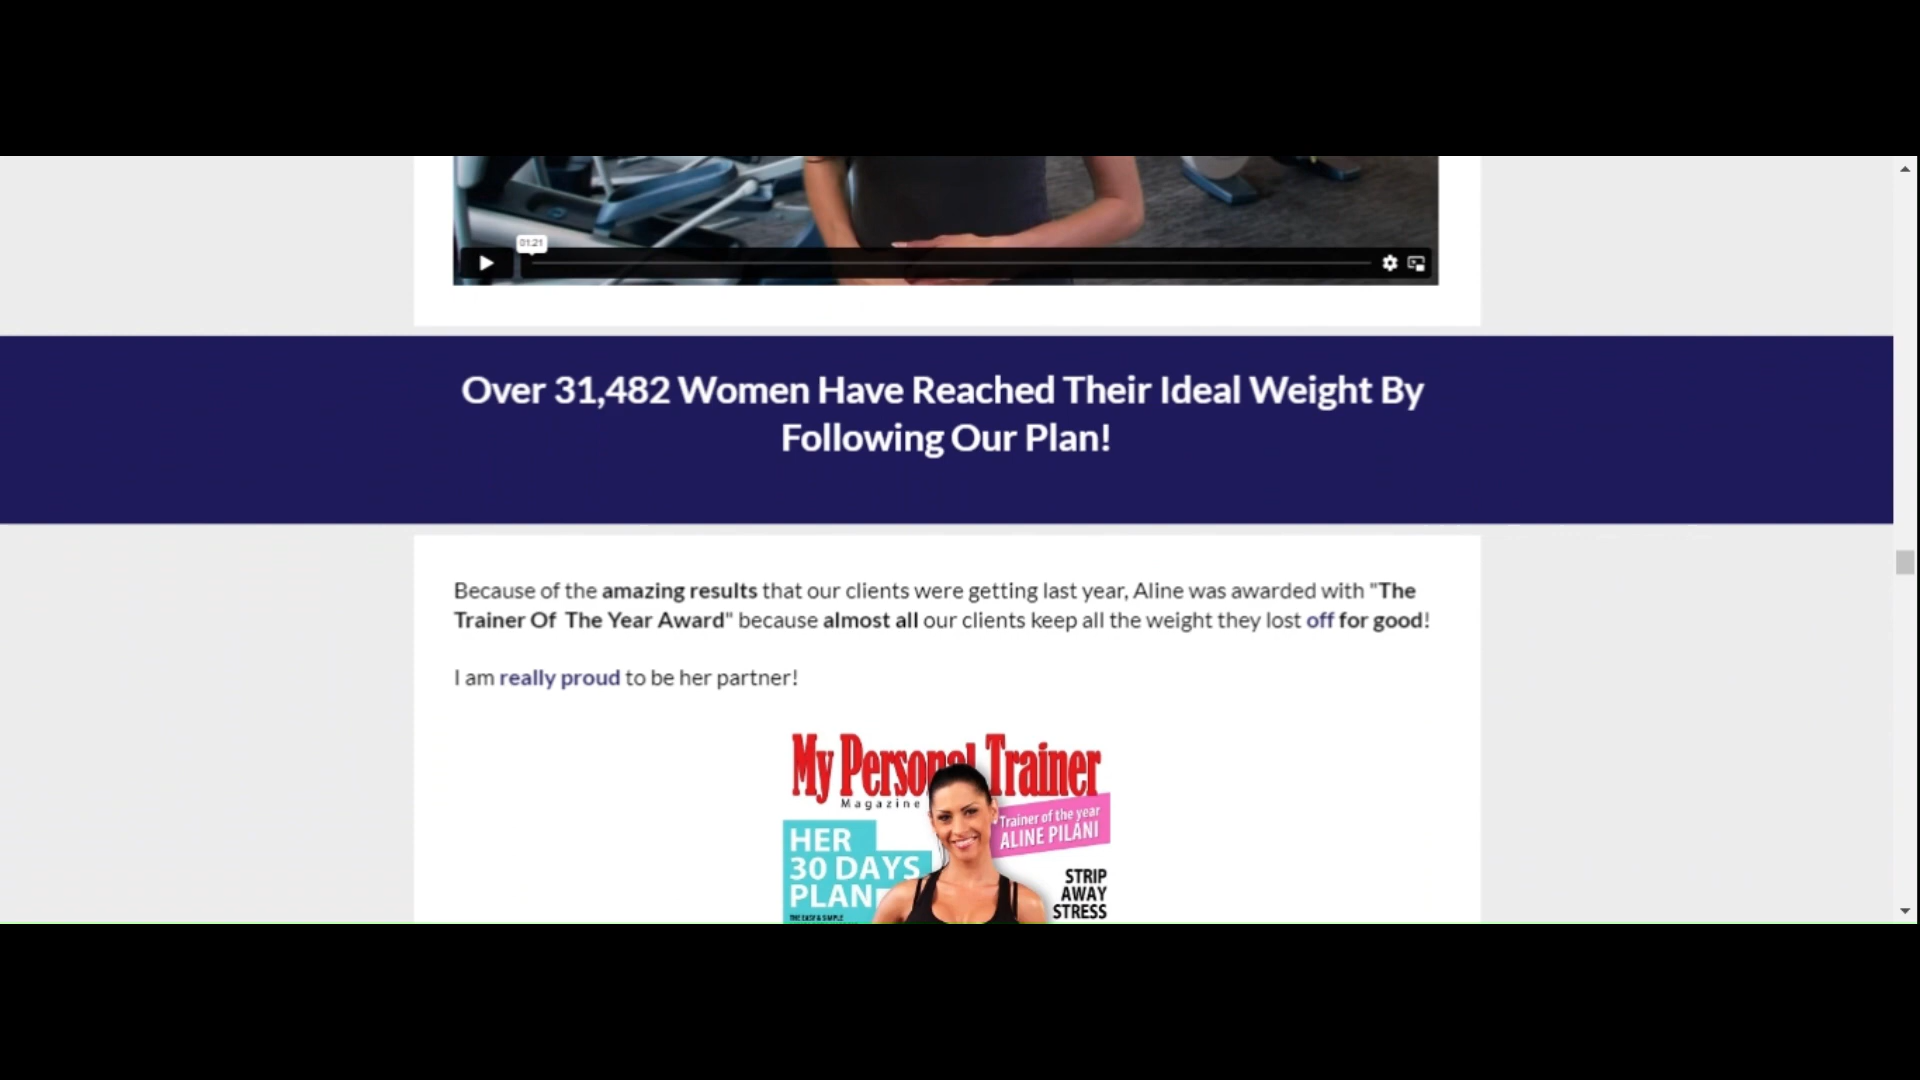 01:21
Over 31,482 Women Have Reached Their Ideal Weight By
Following Our Plan!
Because of the amazing results that our clients were getting last year, Aline was awarded with "The
Trainer Of The Year Award" because almost all our clients keep all the weight they lost off for good!
I am really proud to be her partner!
My Personal Trainer
Magazine
Trainer of the year
ALINE PILANI
HER
30 DAYS
PLAN
THE EASY & SIMPLE
STRIP
AWAY
STRESS